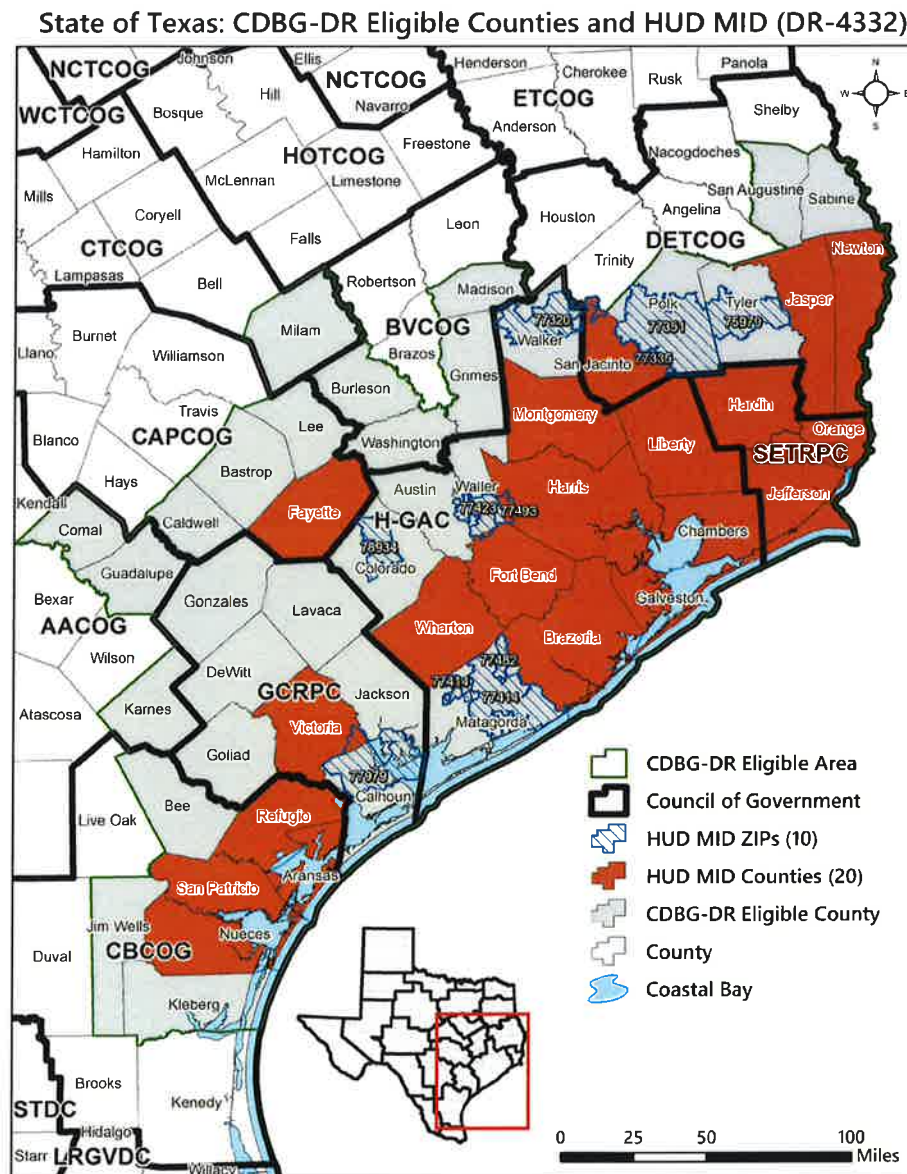 State of Texas: CDBG-DR Eligible Counties and HUD MID (DR-4332)
NCTCOG
Johnson
Ellis
NCTCOG
Navarro
Henderson
Cherokee
Rusk
Panola
N
W
E
S
WCTCOG
Bosque
Hill
ETCOG
Anderson
Shelby
Hamilton
HOTCOG
Freestone
Nacogdoches
Mills
McLennan
Limestone
San Augustine
Sabine
Coryell
Leon
Houston
Angelina
CTCOG
Falls
DETCOG
Newton
Lampasas
Bell
Robertson
Trinity
Madison
Polk
Tyler
Jasper
Milam
77320
77351
75979
Burnet
BVCOG
Walker
Llano
Williamson
Brazos
San Jacinto
77335
Grimes
Burleson
Travis
Montgomery
Hardin
Lee
Liberty
Orange
Blanco
CAPCOG
Washington
SETRPC
Hays
Bastrop
Austin
Waller
Harris
Jefferson
Kendall
Fayette
77423
77493
Comal
Caldwell
H-GAC
Chambers
78934
Colorado
Guadalupe
Fort Bend
Bexar
Gonzales
Lavaca
Galveston
AACOG
Wharton
Brazoria
Wilson
77482
DeWitt
77414
GCRPC
Jackson
77414
Atascosa
Karnes
Victoria
Matagorda
Goliad
77979
Calhoun
Bee
Live Oak
Refugio
Aransas
San Patricio
Jim Wells
Nueces
Duval
CBCOG
Kleberg
Brooks
Kenedy
STDC
Hidalgo
Starr
LRGVDC
Willacy
CDBG-DR Eligible Area
Council of Government
HUD MID ZIPs (10)
HUD MID Counties (20)
CDBG-DR Eligible County
County
Coastal Bay
0 25 50 100
Miles